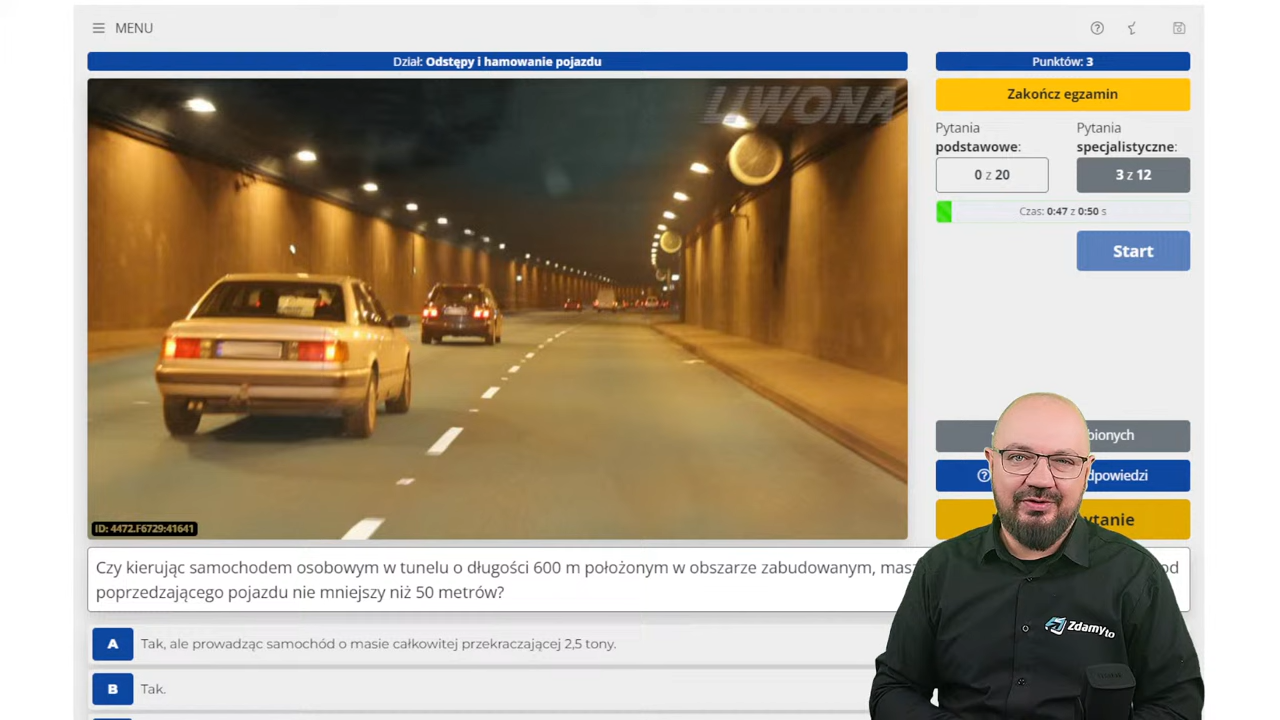 MENU
Dział: Odstępy i hamowanie pojazdu
Punktów: 3
LIWONA
Zakończ egzamin
Pytania podstawowe:
Pytania specjalistyczne:
0 z 20
3 z 12
Czas: 0:47 z 0:50 s
Start
bionych
dpowiedzi
ytanie
ID: 4472.F6729:41641
Czy kierując samochodem osobowym w tunelu o długości 600 m położonym w obszarze zabudowanym, masz od
poprzedzającego pojazdu nie mniejszy niż 50 metrów?
A Tak, ale prowadząc samochód o masie całkowitej przekraczającej 2,5 tony.
B Tak.
Zdamyto